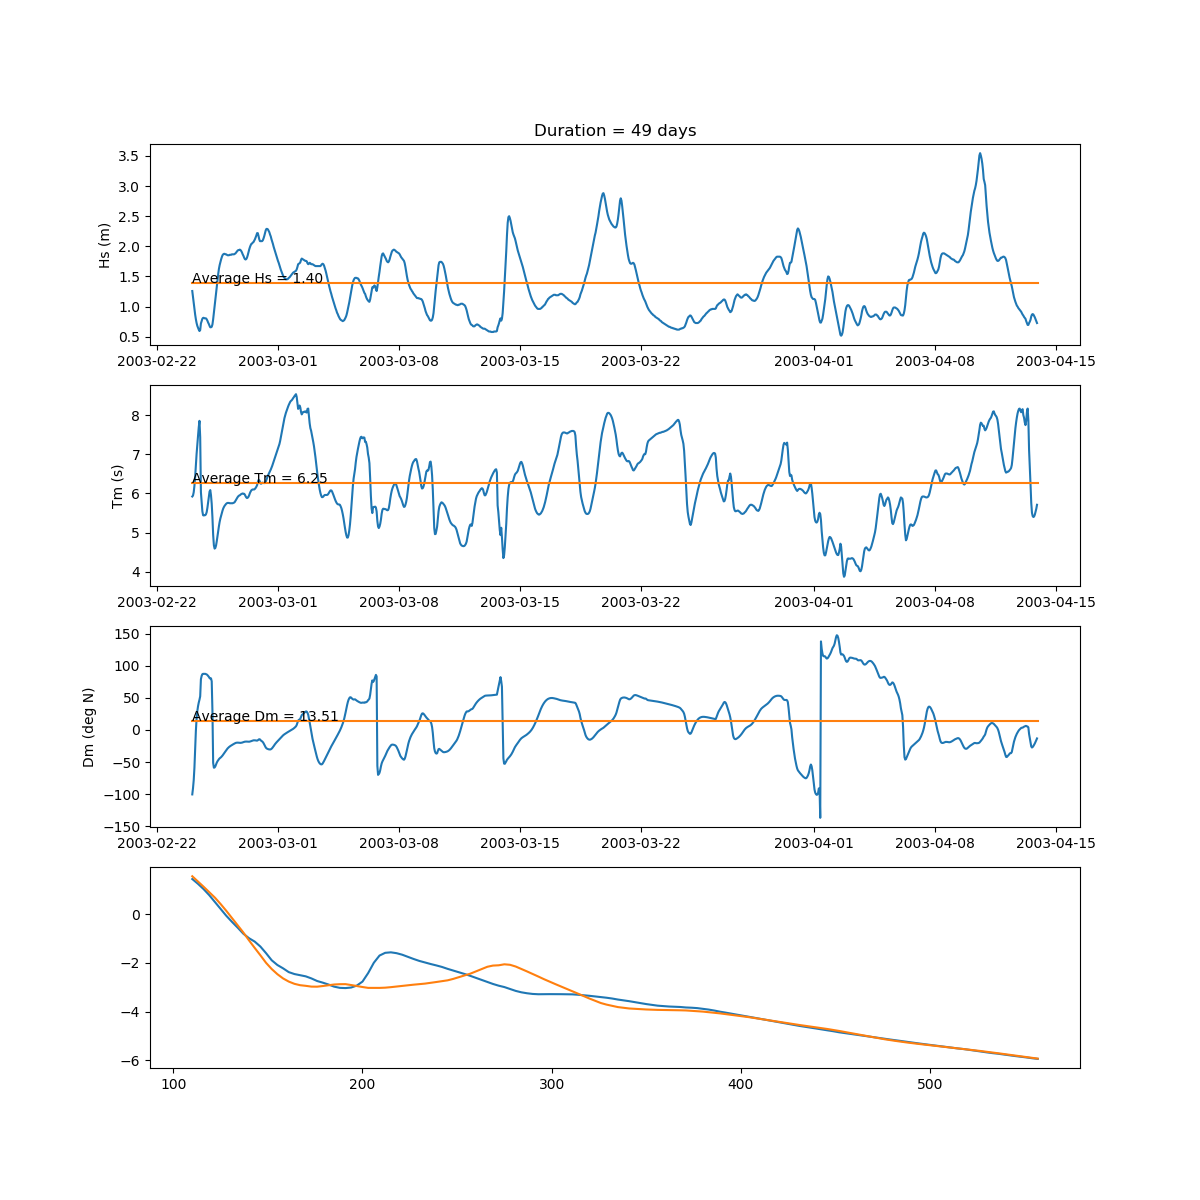 Duration = 49 days
Hs (m)
3.5
3.0
2.5
2.0
1.5
1.0
0.5
Average Hs = 1.40
2003-02-22 2003-03-01 2003-03-08 2003-03-15 2003-03-22 2003-04-01 2003-04-08 2003-04-15
Tm (s)
8
7
6
5
4
Average Tm = 6.25
2003-02-22 2003-03-01 2003-03-08 2003-03-15 2003-03-22 2003-04-01 2003-04-08 2003-04-15
Dm (deg N)
150
100
50
0
−50
−100
−150
Average Dm = 13.51
2003-02-22 2003-03-01 2003-03-08 2003-03-15 2003-03-22 2003-04-01 2003-04-08 2003-04-15
0
−2
−4
−6
100 200 300 400 500